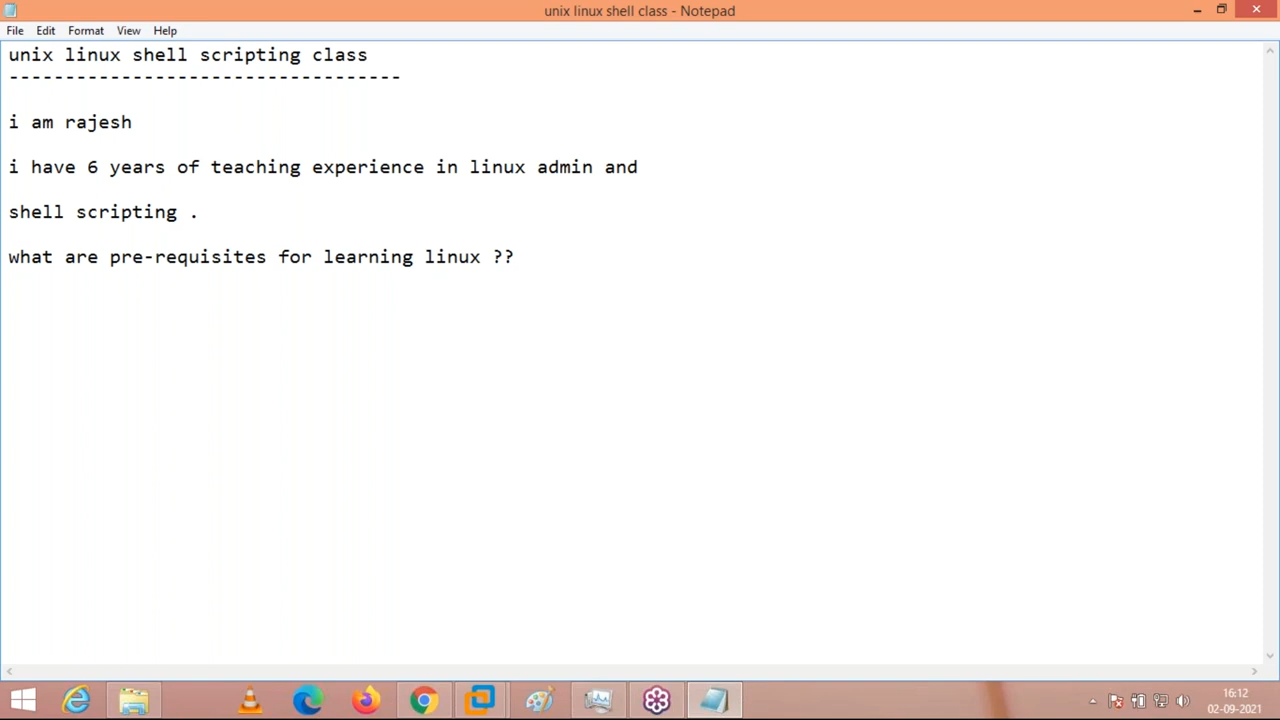 unix linux shell class - Notepad
File Edit Format View Help
unix linux shell scripting class
-----------------------------------
i am rajesh
i have 6 years of teaching experience in linux admin and
shell scripting .
what are pre-requisites for learning linux ??
16:12
02-09-2021